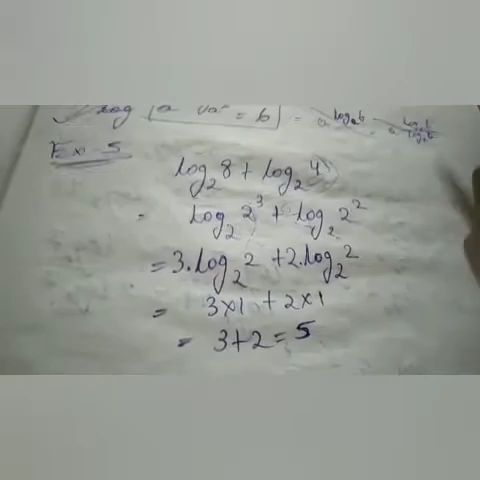 Ex-5
log₂8 + log₂4
= log₂2³ + log₂2²
= 3.log₂2 + 2.log₂2
= 3×1 + 2×1
= 3+2=5